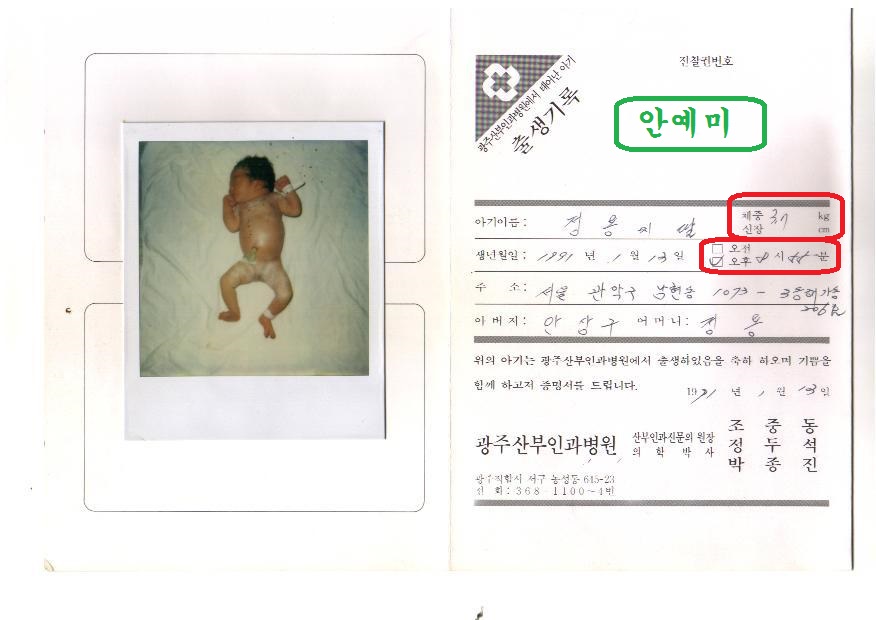 광주산부인과병원에서 태어난 아기
출생기록
진찰권번호
안예미
아기이름: 정 용 씨 딸
체중 3.7 kg
신장 cm
생년월일: 1991 년 1 월 13 일
오전
오후 8 시 44 분
주 소: 서울 관악구 남현동 1073 -
206호
아버지: 안 상 구 어머니: 정 용
위의 아기는 광주산부인과병원에서 출생하였음을 축하 하오며 기쁨을
함께 하고저 증명서를 드립니다.
1991 년 1 월 13 일
광주산부인과병원
산부인과전문의 원장
의 학 박 사
조 중 동
정 두 석
박 종 진
광주직할시 서구 농성동 645-23
전 화 : 368-1100~4번